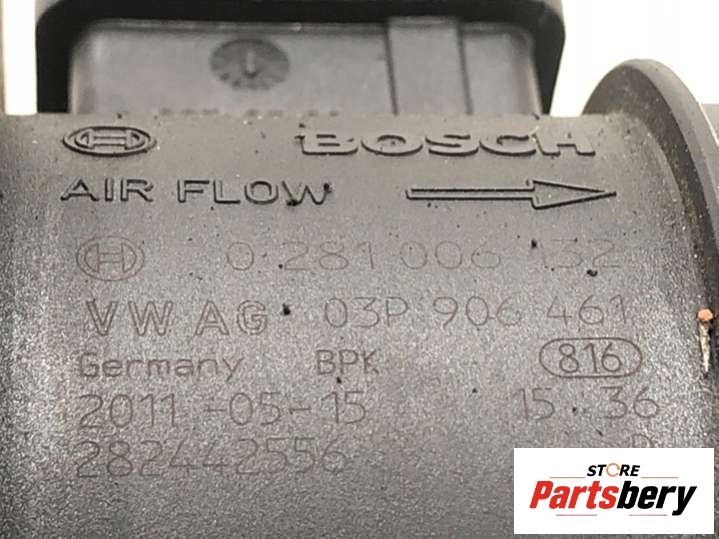 BOSCH
AIR FLOW
0 281 006 132
VW AG 03P 906 461
Germany BPK 816
2011-05-15 15:36
282442556
STORE
Partsbery